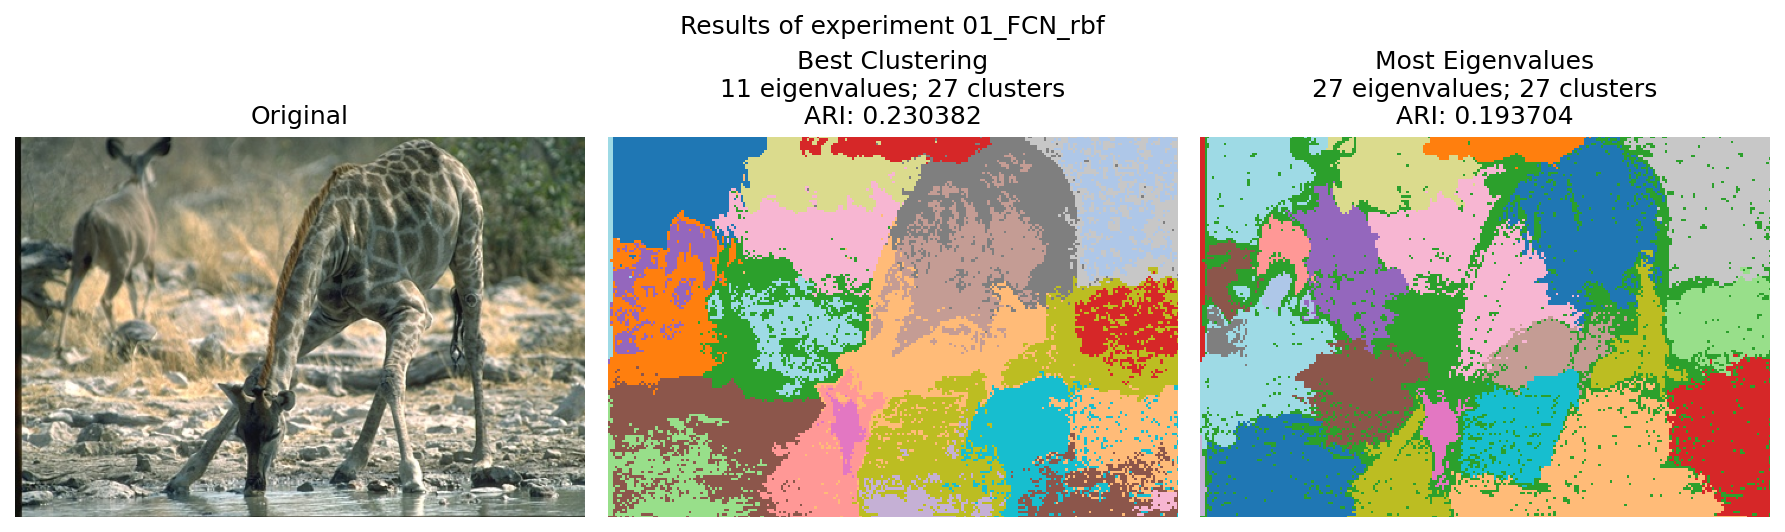 Results of experiment 01_FCN_rbf
Original
Best Clustering
11 eigenvalues; 27 clusters
ARI: 0.230382
Most Eigenvalues
27 eigenvalues; 27 clusters
ARI: 0.193704